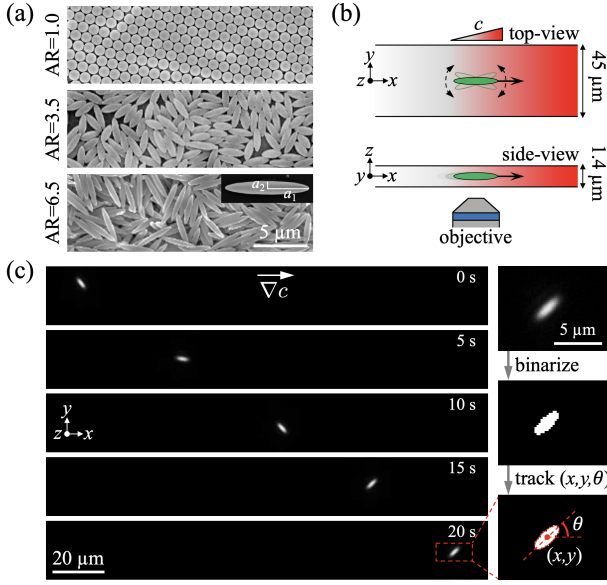 (a)
AR=1.0
AR=3.5
AR=6.5
a₂
a₁
5 µm
(b)
c
top-view
y
z x
45 µm
z
y x
side-view
1.4 µm
objective
(c)
∇c
0 s
5 s
10 s
y
z x
15 s
20 s
20 µm
5 µm
binarize
track (x,y,θ)
θ
(x,y)